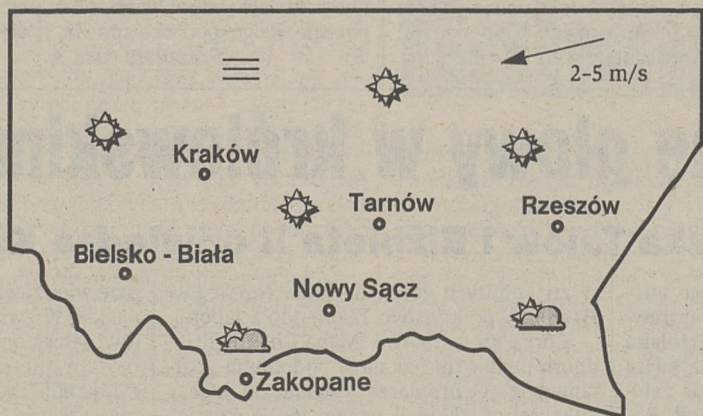 2–5 m/s
Kraków
Tarnów
Rzeszów
Bielsko - Biała
Nowy Sącz
Zakopane